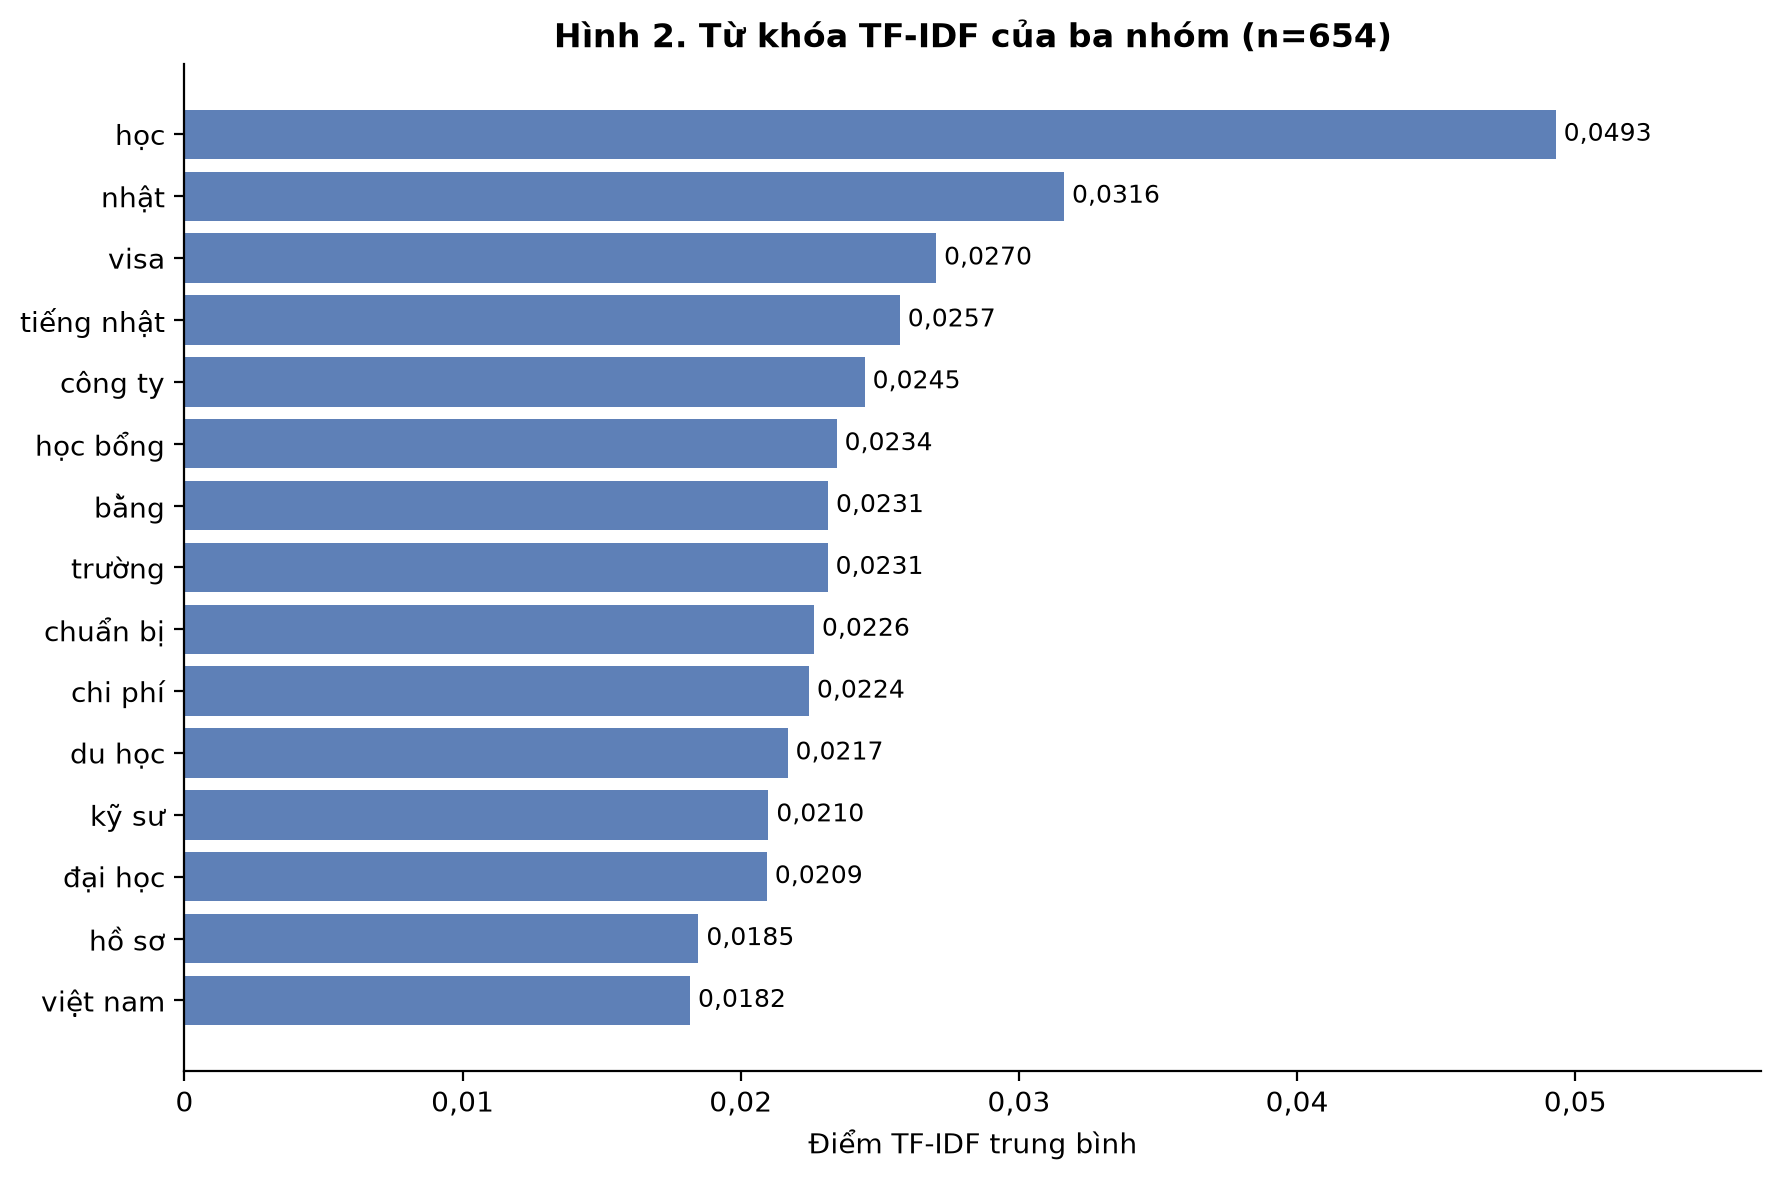 Hình 2. Từ khóa TF-IDF của ba nhóm (n=654)
học 0,0493
nhật 0,0316
visa 0,0270
tiếng nhật 0,0257
công ty 0,0245
học bổng 0,0234
bằng 0,0231
trường 0,0231
chuẩn bị 0,0226
chi phí 0,0224
du học 0,0217
kỹ sư 0,0210
đại học 0,0209
hồ sơ 0,0185
việt nam 0,0182
0 0,01 0,02 0,03 0,04 0,05
Điểm TF-IDF trung bình